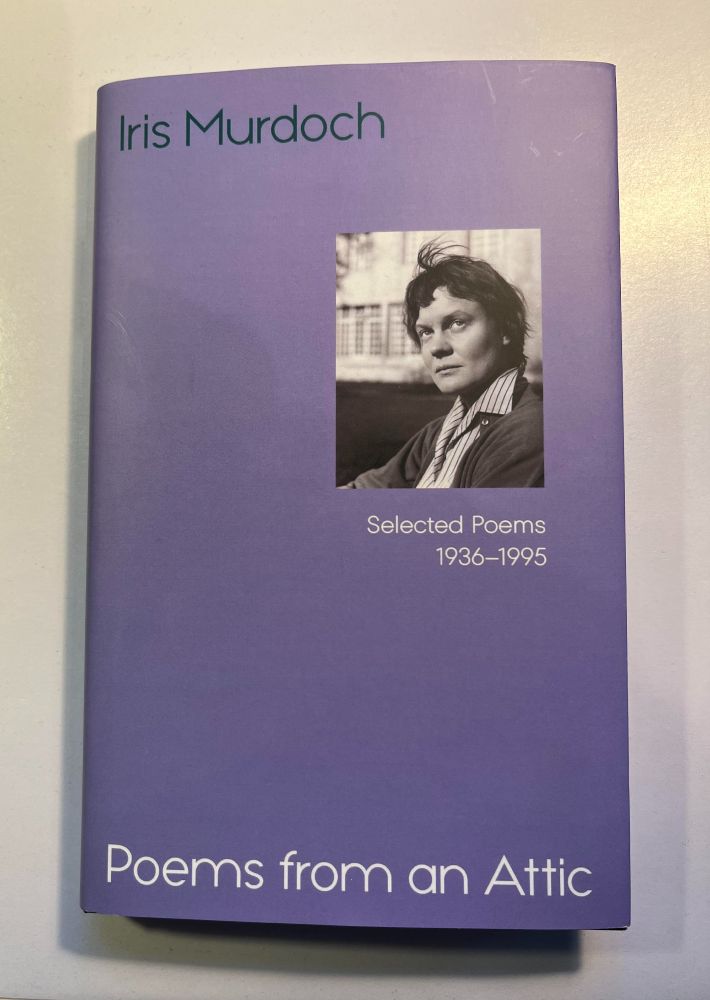 Iris Murdoch
Selected Poems
1936–1995
Poems from an Attic